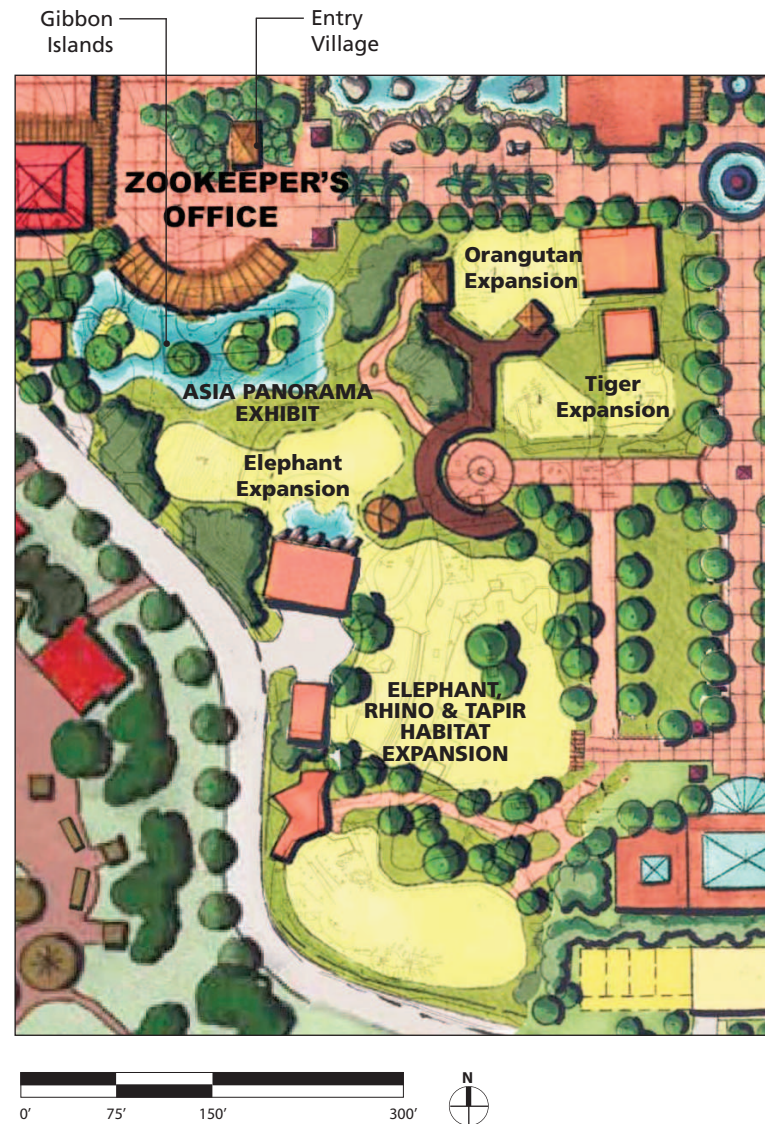 Gibbon
Islands
Entry
Village
ZOOKEEPER'S
OFFICE
Orangutan
Expansion
ASIA PANORAMA
EXHIBIT
Tiger
Expansion
Elephant
Expansion
ELEPHANT,
RHINO & TAPIR
HABITAT
EXPANSION
0' 75' 150' 300'
N